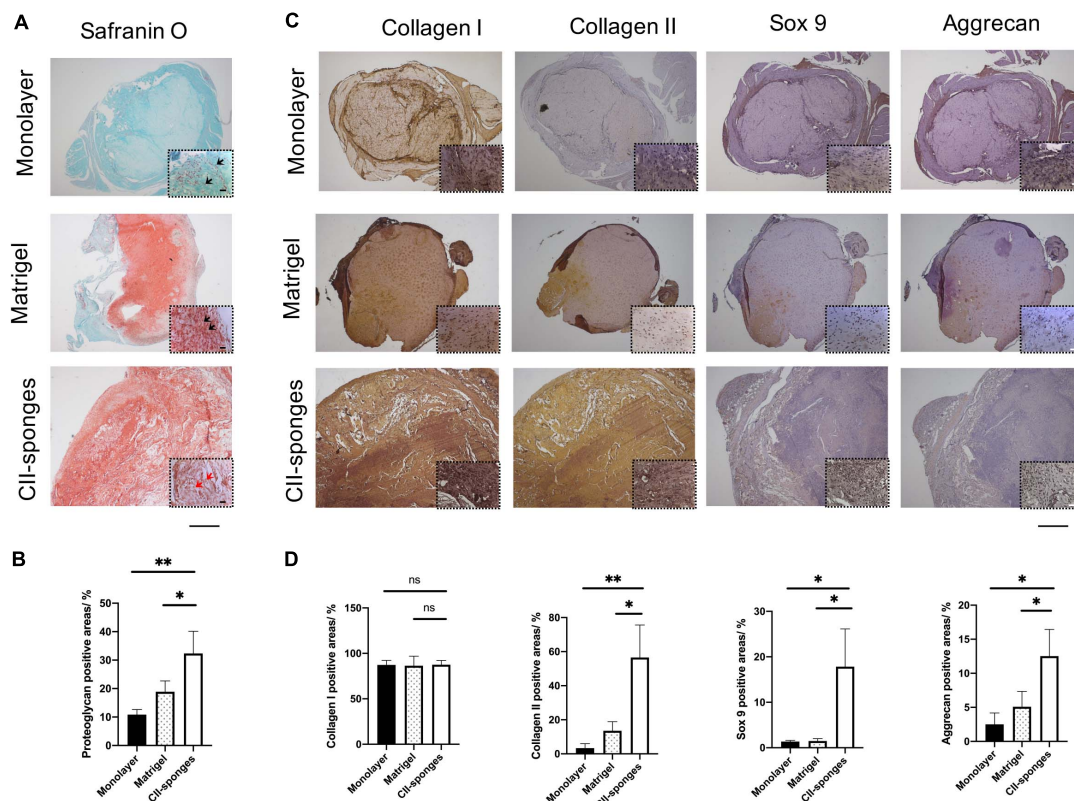 A
Safranin O
Monolayer
Matrigel
CII-sponges
C
Collagen I
Collagen II
Sox 9
Aggrecan
Monolayer
Matrigel
CII-sponges
B
Proteoglycan positive areas/ %
50
40
30
20
10
0
**
*
Monolayer
Matrigel
CII-sponges
D
Collagen I positive areas/ %
150
100
50
0
ns
ns
Monolayer
Matrigel
CII-sponges
Collagen II positive areas/ %
80
60
40
20
0
**
*
Monolayer
Matrigel
CII-sponges
Sox 9 positive areas/ %
30
20
10
0
*
*
Monolayer
Matrigel
CII-sponges
Aggrecan positive areas/ %
20
15
10
5
0
*
*
Monolayer
Matrigel
CII-sponges